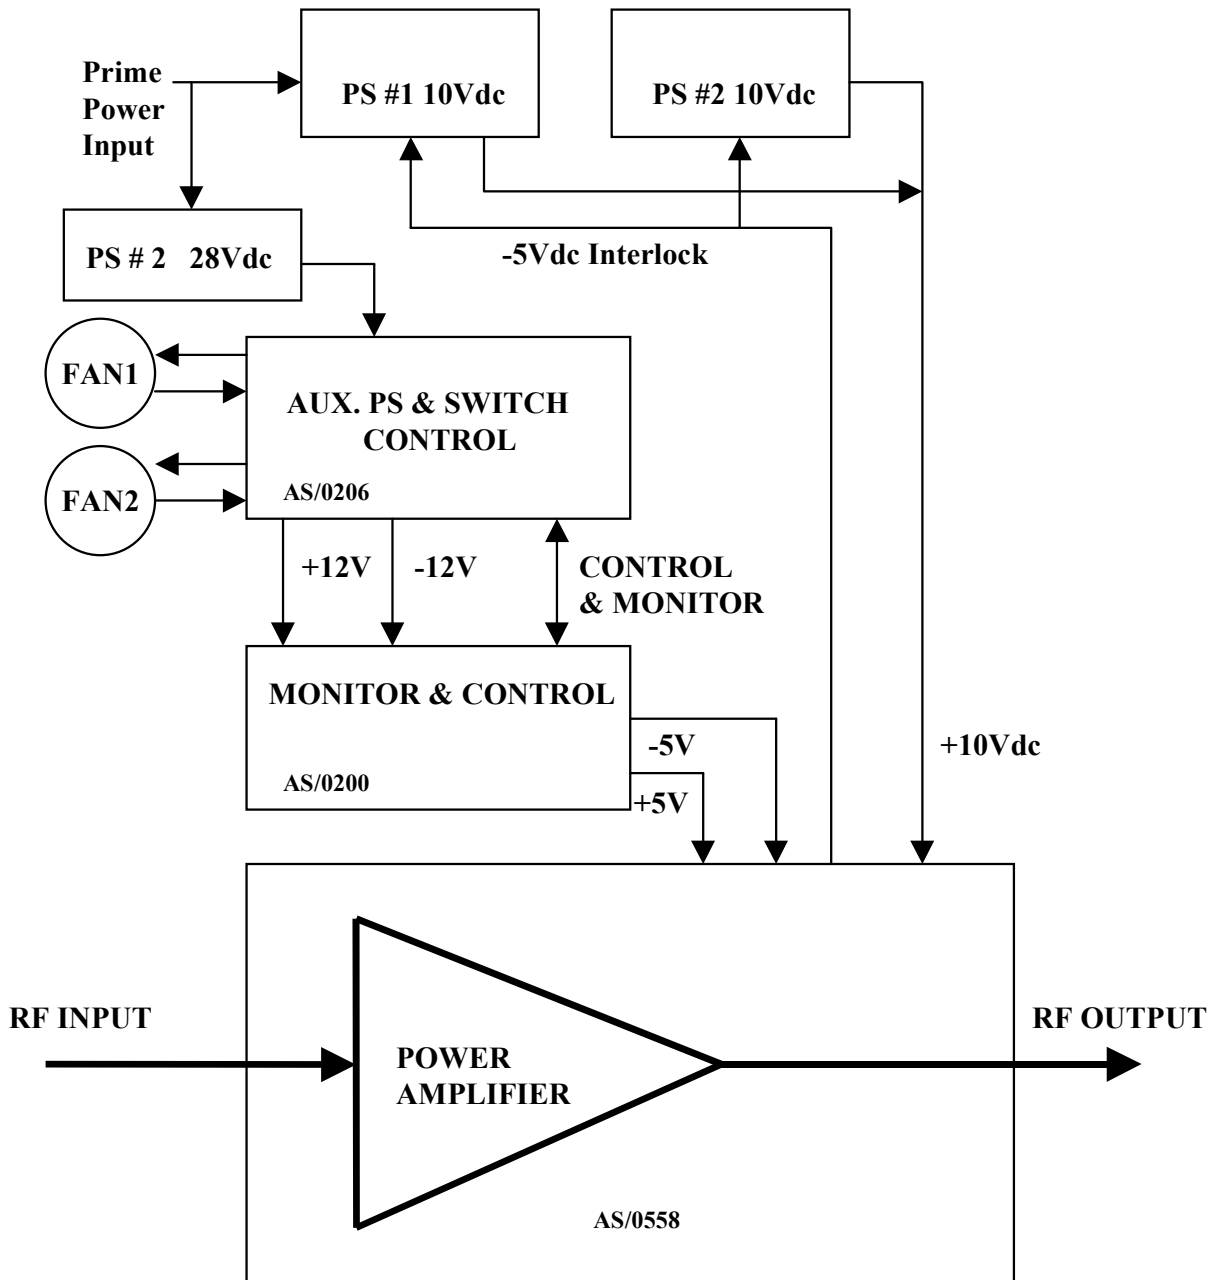 Prime
Power
Input
PS #1 10Vdc
PS #2 10Vdc
PS # 2 28Vdc
-5Vdc Interlock
FAN1
AUX. PS & SWITCH
CONTROL
FAN2
AS/0206
+12V
-12V
CONTROL
& MONITOR
MONITOR & CONTROL
-5V
+10Vdc
AS/0200
+5V
RF INPUT
RF OUTPUT
POWER
AMPLIFIER
AS/0558